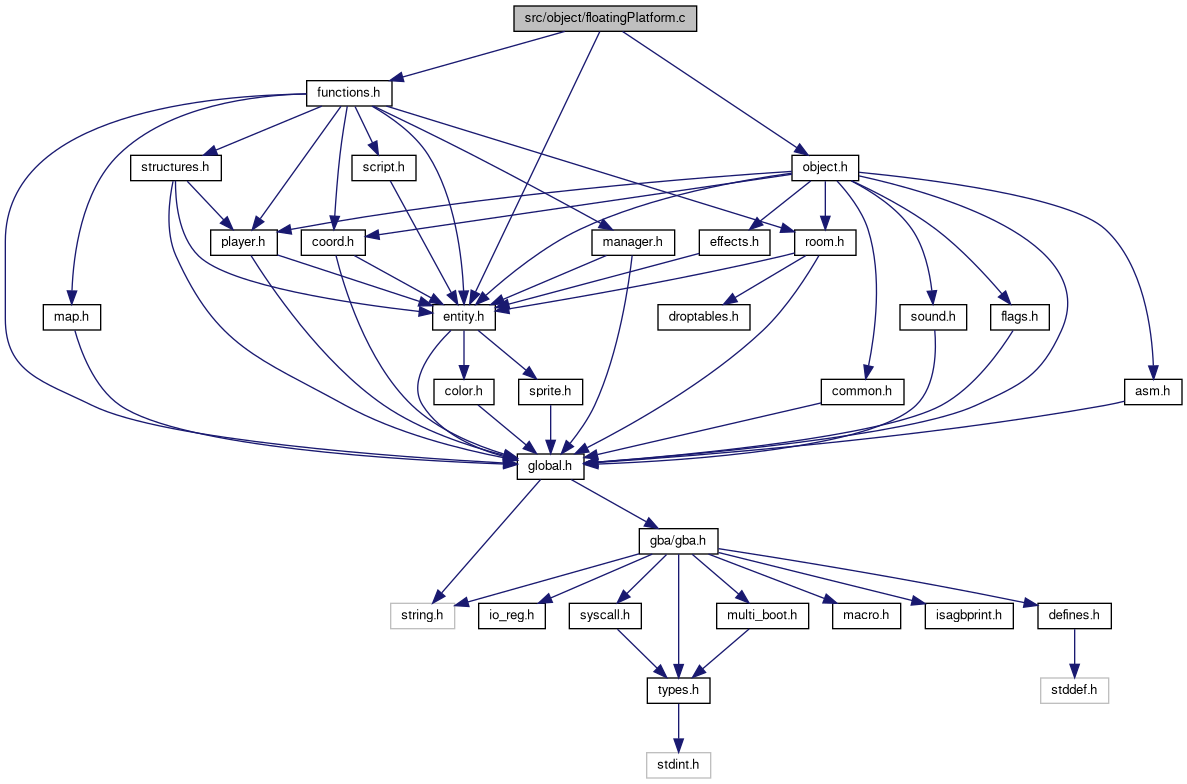 src/object/floatingPlatform.c
functions.h
structures.h
script.h
object.h
player.h
coord.h
manager.h
effects.h
room.h
map.h
entity.h
droptables.h
sound.h
flags.h
color.h
sprite.h
common.h
asm.h
global.h
gba/gba.h
string.h
io_reg.h
syscall.h
multi_boot.h
macro.h
isagbprint.h
defines.h
types.h
stddef.h
stdint.h